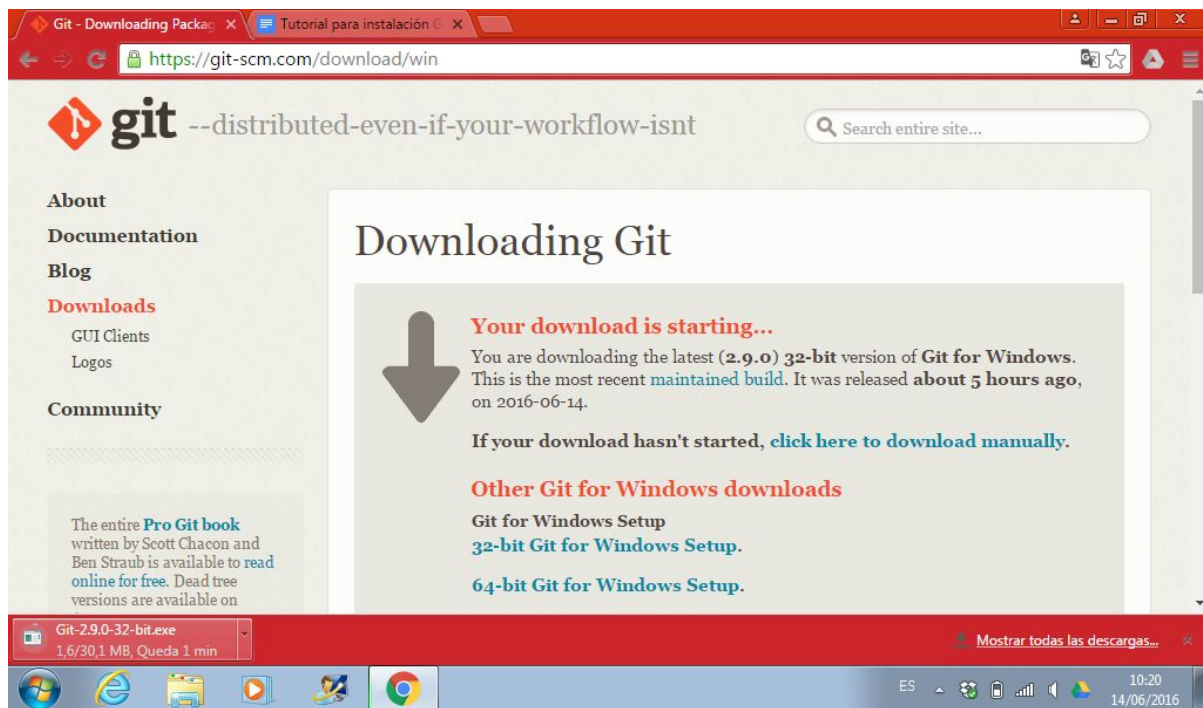 Git - Downloading Packag
Tutorial para instalación G
https://git-scm.com/download/win
git --distributed-even-if-your-workflow-isnt
Search entire site...
About
Documentation
Blog
Downloads
GUI Clients
Logos
Community
The entire Pro Git book
written by Scott Chacon and
Ben Straub is available to read
online for free. Dead tree
versions are available on
Downloading Git
Your download is starting...
You are downloading the latest (2.9.0) 32-bit version of Git for Windows.
This is the most recent maintained build. It was released about 5 hours ago,
on 2016-06-14.
If your download hasn't started, click here to download manually.
Other Git for Windows downloads
Git for Windows Setup
32-bit Git for Windows Setup.
64-bit Git for Windows Setup.
Git-2.9.0-32-bit.exe
1,6/30,1 MB, Queda 1 min
Mostrar todas las descargas...
ES
10:20
14/06/2016